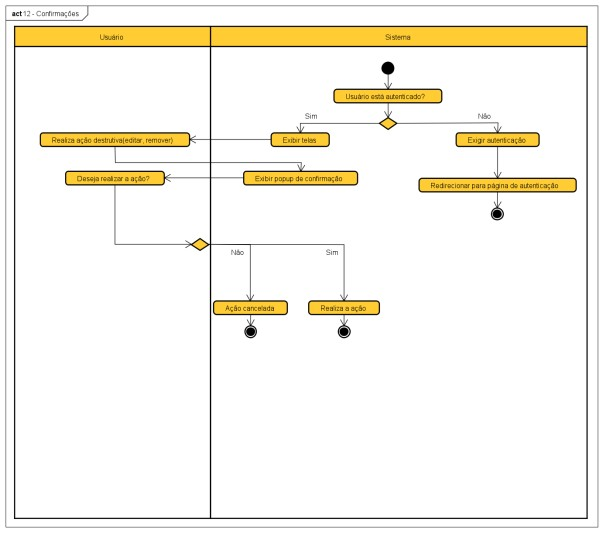 act 12 - Confirmações
Usuário
Sistema
Usuário está autenticado?
Sim
Não
Realiza ação destrutiva(editar, remover)
Exibir telas
Exigir autenticação
Deseja realizar a ação?
Exibir popup de confirmação
Redirecionar para página de autenticação
Não
Sim
Ação cancelada
Realiza a ação